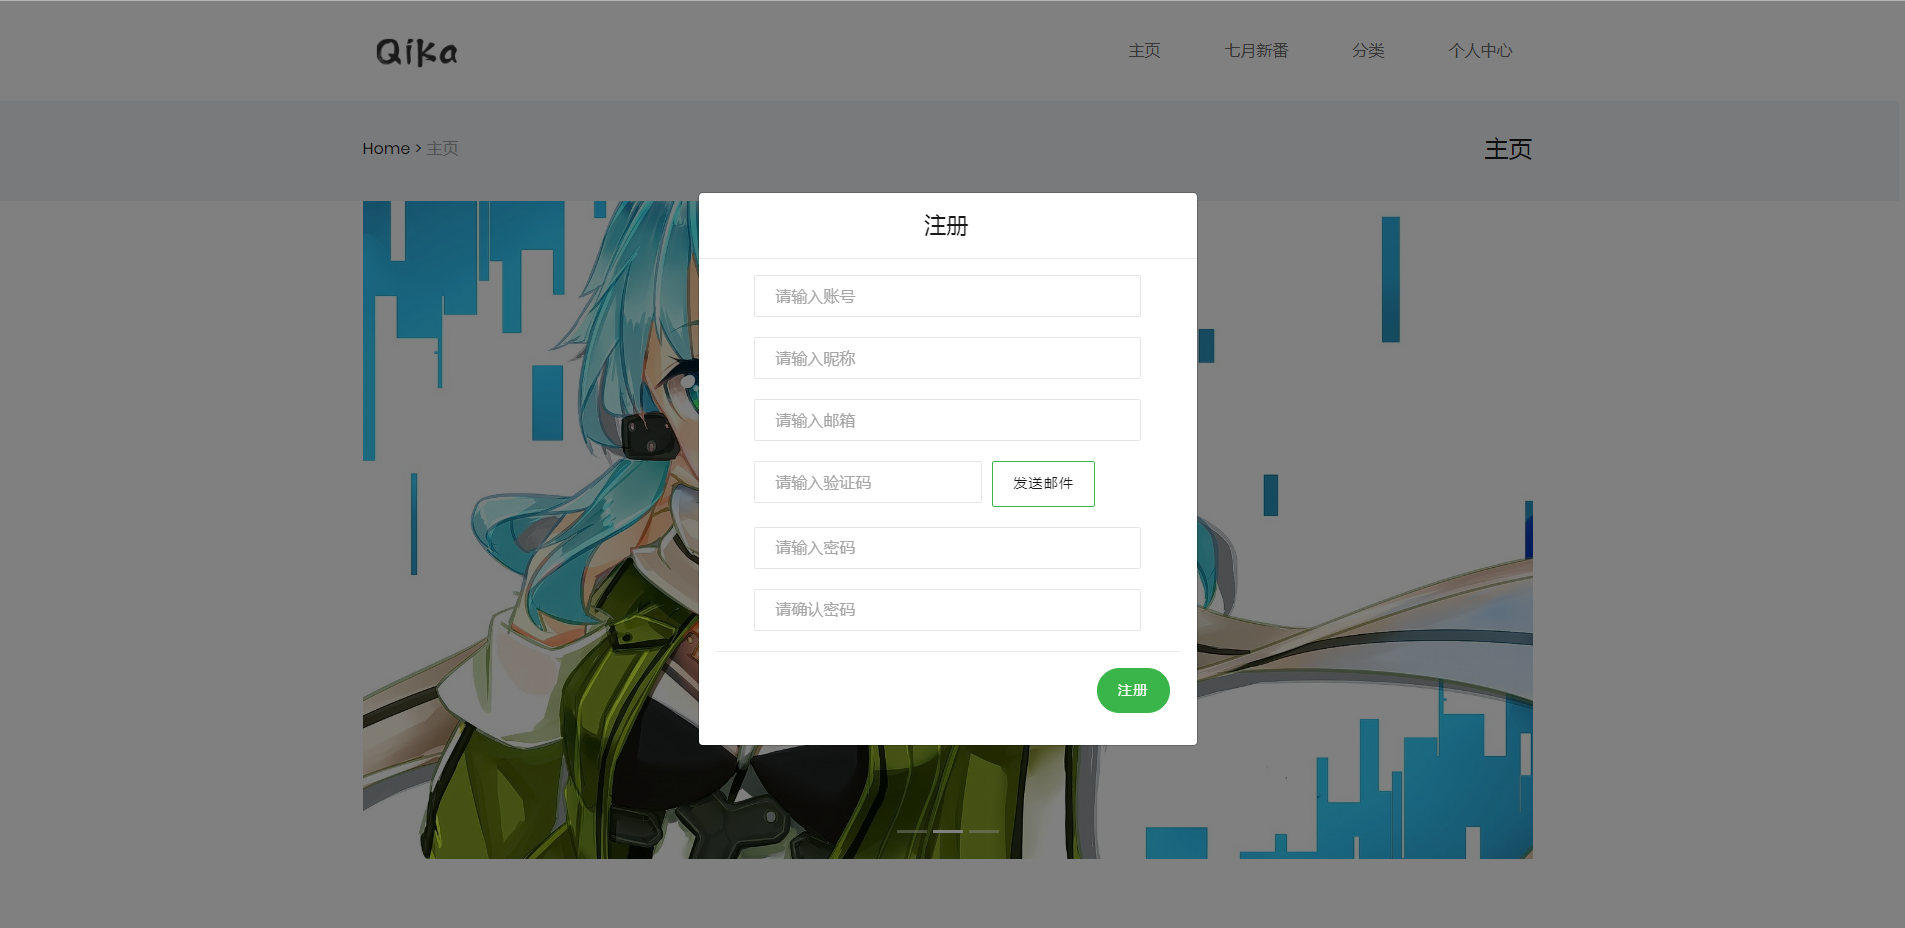 Qika
主页 七月新番 分类 个人中心
Home > 主页
主页
注册
请输入账号
请输入昵称
请输入邮箱
请输入验证码 发送邮件
请输入密码
请确认密码
注册